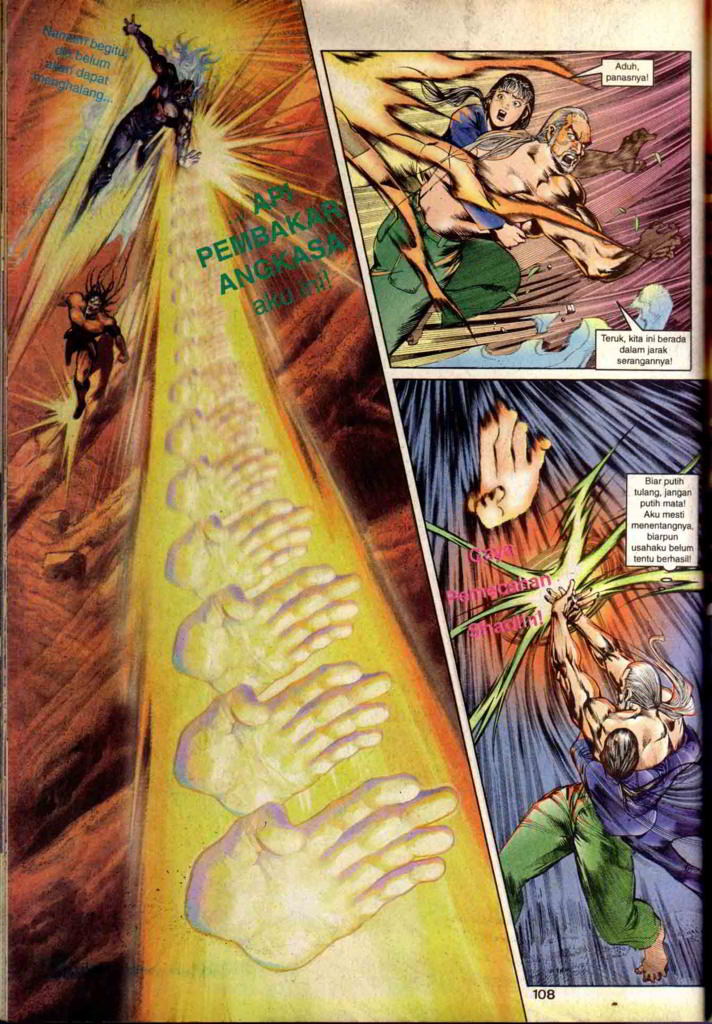 Namun begitu,
dia belum
akan dapat
menghalang...
API
PEMBAKAR
ANGKASA
aku ini!
Aduh,
panasnya!
Teruk, kita ini berada
dalam jarak
serangannya!
Biar putih
tulang, jangan
putih mata!
Aku mesti
menentangnya,
biarpun
usahaku belum
tentu berhasil!
Gaya
Pemecahan
108